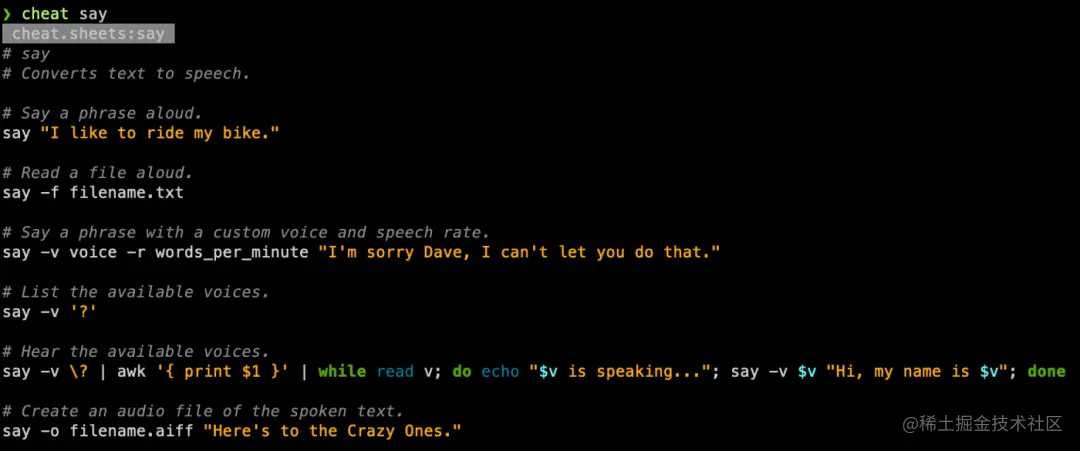 ❯ cheat say
cheat.sheets:say
# say
# Converts text to speech.
# Say a phrase aloud.
say "I like to ride my bike."
# Read a file aloud.
say -f filename.txt
# Say a phrase with a custom voice and speech rate.
say -v voice -r words_per_minute "I'm sorry Dave, I can't let you do that."
# List the available voices.
say -v '?'
# Hear the available voices.
say -v \? | awk '{ print $1 }' | while read v; do echo "$v is speaking..."; say -v $v "Hi, my name is $v"; done
# Create an audio file of the spoken text.
say -o filename.aiff "Here's to the Crazy Ones."
@稀土掘金技术社区